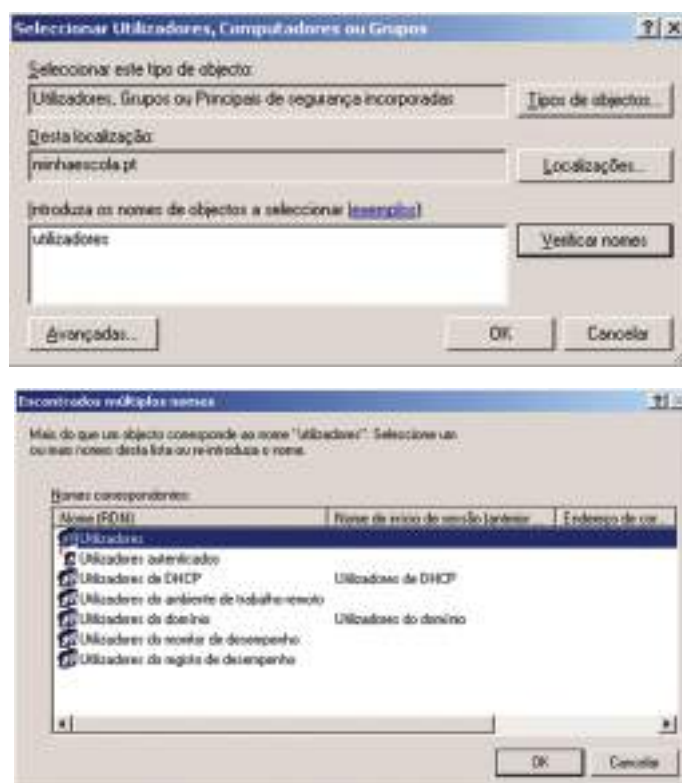 Seleccionar Utilizadores, Computadores ou Grupos
Seleccionar este tipo de objecto:
Utilizadores, Grupos ou Principais de segurança incorporadas
Tipos de objectos...
Desta localização:
minhaescola.pt
Localizações...
Introduza os nomes de objectos a seleccionar (exemplos):
utilizadores
Verificar nomes
Avançadas...
OK
Cancelar
Encontrados múltiplos nomes
Mais do que um objecto corresponde ao nome "utilizadores". Seleccione um
ou mais nomes desta lista ou re-introduza o nome.
Nomes correspondentes:
Nome (RDN)
Nome de início de sessão (anterior
Endereço de cor...
Utilizadores
Utilizadores autenticados
Utilizadores de DHCP
Utilizadores de DHCP
Utilizadores do ambiente de trabalho remoto
Utilizadores do domínio
Utilizadores do domínio
Utilizadores do monitor de desempenho
Utilizadores do registo de desempenho
OK
Cancelar